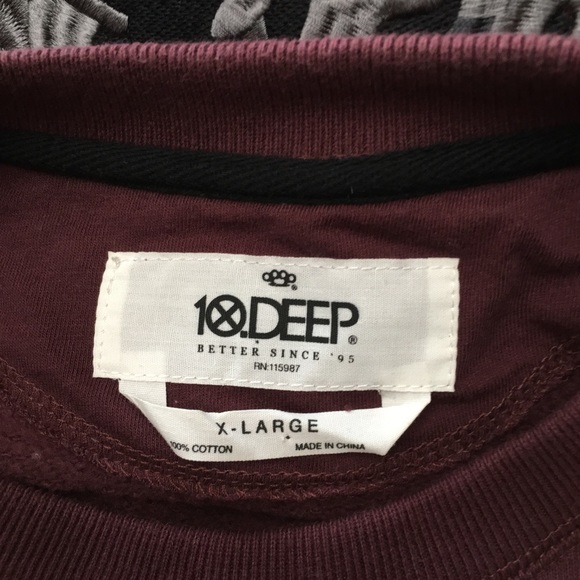 10.DEEP®
BETTER SINCE '95
RN:115987
X-LARGE
100% COTTON MADE IN CHINA